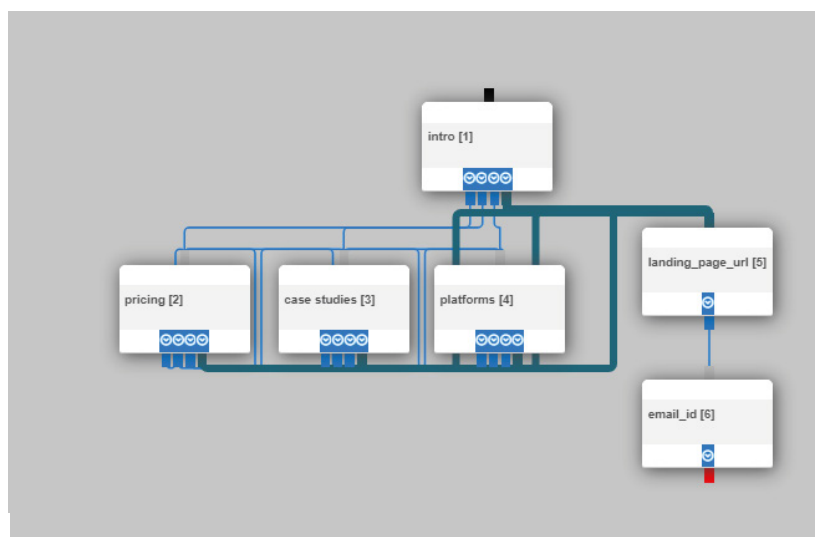 intro [1]
landing_page_url [5]
pricing [2]
case studies [3]
platforms [4]
email_id [6]